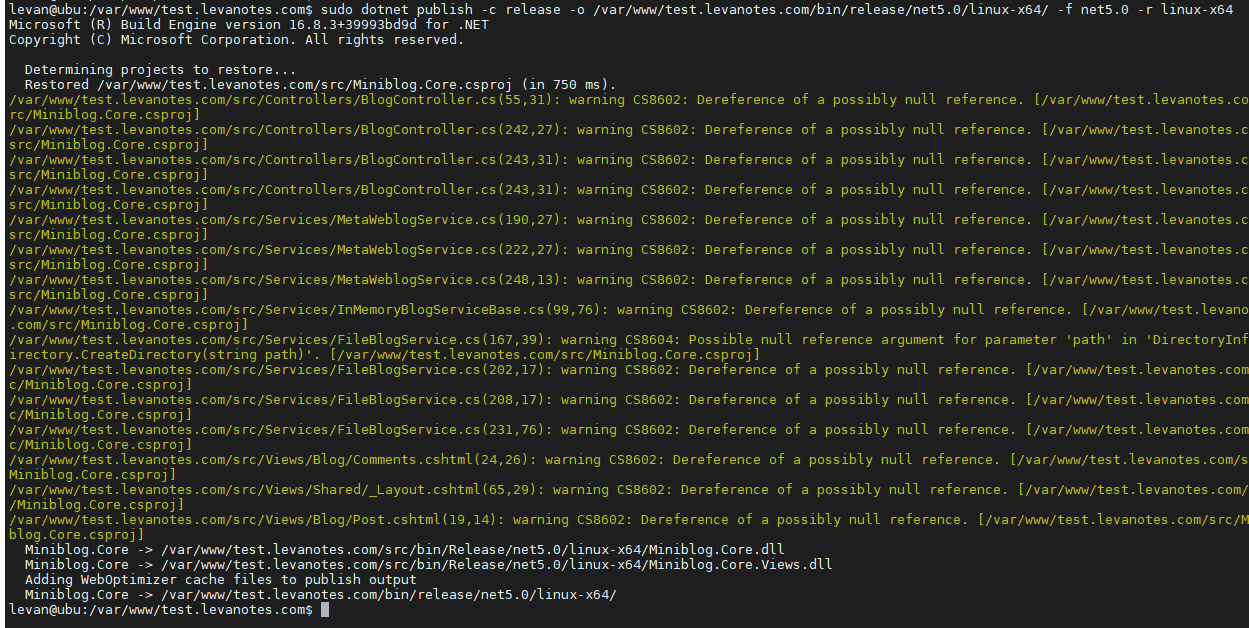 levan@ubu:/var/www/test.levanotes.com$ sudo dotnet publish -c release -o /var/www/test.levanotes.com/bin/release/net5.0/linux-x64/ -f net5.0 -r linux-x64
Microsoft (R) Build Engine version 16.8.3+39993bd9d for .NET
Copyright (C) Microsoft Corporation. All rights reserved.
Determining projects to restore...
Restored /var/www/test.levanotes.com/src/Miniblog.Core.csproj (in 750 ms).
/var/www/test.levanotes.com/src/Controllers/BlogController.cs(55,31): warning CS8602: Dereference of a possibly null reference. [/var/www/test.levanotes.co
rc/Miniblog.Core.csproj]
/var/www/test.levanotes.com/src/Controllers/BlogController.cs(242,27): warning CS8602: Dereference of a possibly null reference. [/var/www/test.levanotes.c
src/Miniblog.Core.csproj]
/var/www/test.levanotes.com/src/Controllers/BlogController.cs(243,31): warning CS8602: Dereference of a possibly null reference. [/var/www/test.levanotes.c
src/Miniblog.Core.csproj]
/var/www/test.levanotes.com/src/Controllers/BlogController.cs(243,31): warning CS8602: Dereference of a possibly null reference. [/var/www/test.levanotes.c
src/Miniblog.Core.csproj]
/var/www/test.levanotes.com/src/Services/MetaWeblogService.cs(190,27): warning CS8602: Dereference of a possibly null reference. [/var/www/test.levanotes.c
src/Miniblog.Core.csproj]
/var/www/test.levanotes.com/src/Services/MetaWeblogService.cs(222,27): warning CS8602: Dereference of a possibly null reference. [/var/www/test.levanotes.c
src/Miniblog.Core.csproj]
/var/www/test.levanotes.com/src/Services/MetaWeblogService.cs(248,13): warning CS8602: Dereference of a possibly null reference. [/var/www/test.levanotes.c
src/Miniblog.Core.csproj]
/var/www/test.levanotes.com/src/Services/InMemoryBlogServiceBase.cs(99,76): warning CS8602: Dereference of a possibly null reference. [/var/www/test.levano
.com/src/Miniblog.Core.csproj]
/var/www/test.levanotes.com/src/Services/FileBlogService.cs(167,39): warning CS8604: Possible null reference argument for parameter 'path' in 'DirectoryInf
irectory.CreateDirectory(string path)'. [/var/www/test.levanotes.com/src/Miniblog.Core.csproj]
/var/www/test.levanotes.com/src/Services/FileBlogService.cs(202,17): warning CS8602: Dereference of a possibly null reference. [/var/www/test.levanotes.com
c/Miniblog.Core.csproj]
/var/www/test.levanotes.com/src/Services/FileBlogService.cs(208,17): warning CS8602: Dereference of a possibly null reference. [/var/www/test.levanotes.com
c/Miniblog.Core.csproj]
/var/www/test.levanotes.com/src/Services/FileBlogService.cs(231,76): warning CS8602: Dereference of a possibly null reference. [/var/www/test.levanotes.com
c/Miniblog.Core.csproj]
/var/www/test.levanotes.com/src/Views/Blog/Comments.cshtml(24,26): warning CS8602: Dereference of a possibly null reference. [/var/www/test.levanotes.com/s
Miniblog.Core.csproj]
/var/www/test.levanotes.com/src/Views/Shared/_Layout.cshtml(65,29): warning CS8602: Dereference of a possibly null reference. [/var/www/test.levanotes.com/
/Miniblog.Core.csproj]
/var/www/test.levanotes.com/src/Views/Blog/Post.cshtml(19,14): warning CS8602: Dereference of a possibly null reference. [/var/www/test.levanotes.com/src/M
blog.Core.csproj]
Miniblog.Core -> /var/www/test.levanotes.com/src/bin/Release/net5.0/linux-x64/Miniblog.Core.dll
Miniblog.Core -> /var/www/test.levanotes.com/src/bin/Release/net5.0/linux-x64/Miniblog.Core.Views.dll
Adding WebOptimizer cache files to publish output
Miniblog.Core -> /var/www/test.levanotes.com/bin/release/net5.0/linux-x64/
levan@ubu:/var/www/test.levanotes.com$